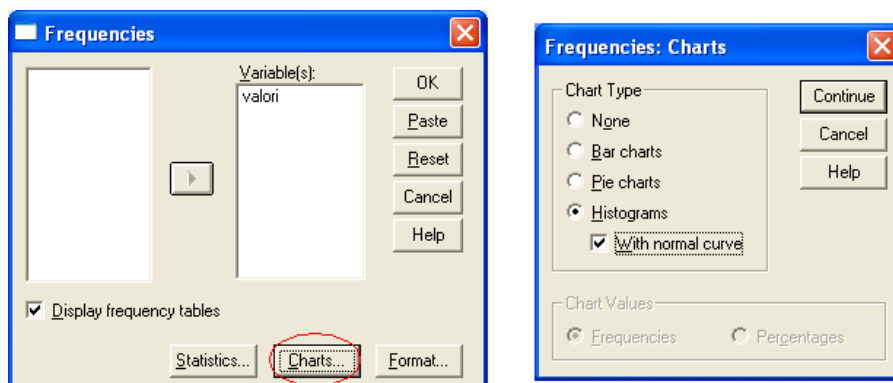 Frequencies
Variable(s):
valori
OK
Paste
Reset
Cancel
Help
Display frequency tables
Statistics...
Charts...
Format...
Frequencies: Charts
Chart Type
None
Bar charts
Pie charts
Histograms
With normal curve
Continue
Cancel
Help
Chart Values
Frequencies
Percentages